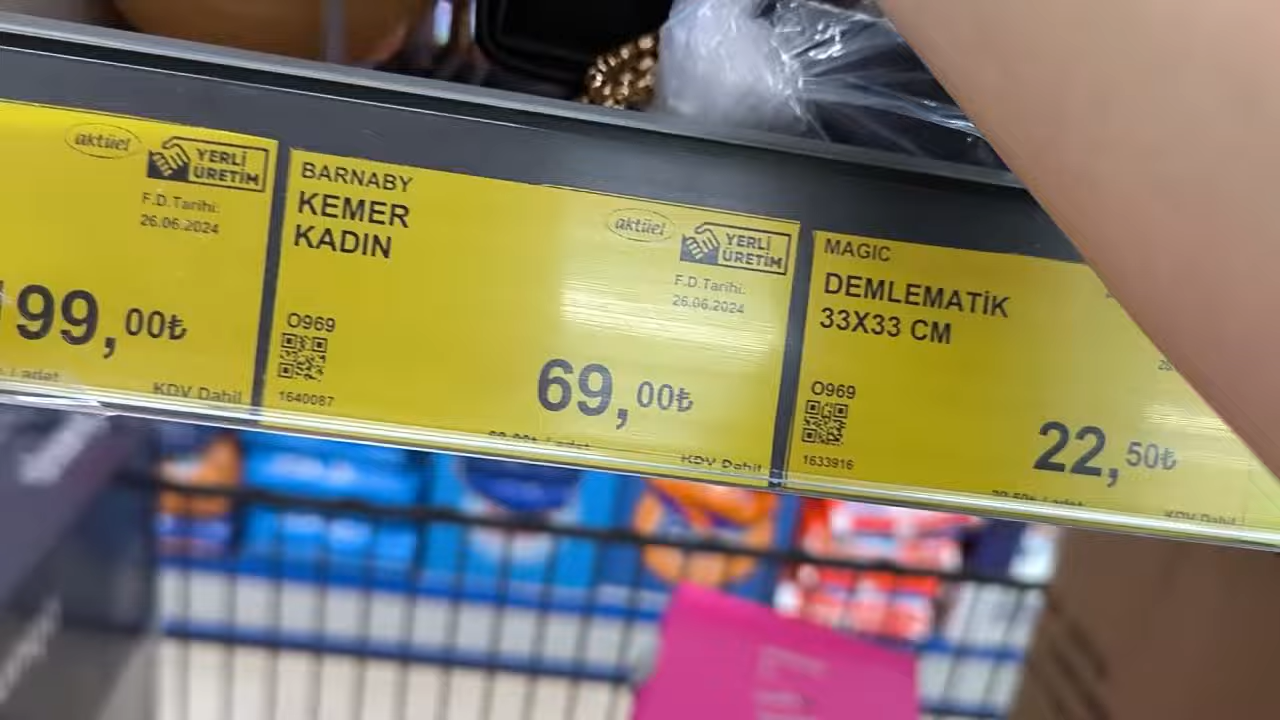 aktüel
YERLİ
ÜRETİM
F.D.Tarihi:
26.06.2024
99,00₺
KDV Dahil
BARNABY
KEMER
KADIN
aktüel
YERLİ
ÜRETİM
F.D.Tarihi:
26.06.2024
O969
69,00₺
1640087
KDV Dahil
MAGIC
DEMLEMATİK
33X33 CM
O969
22,50₺
1633916
KDV Dahil